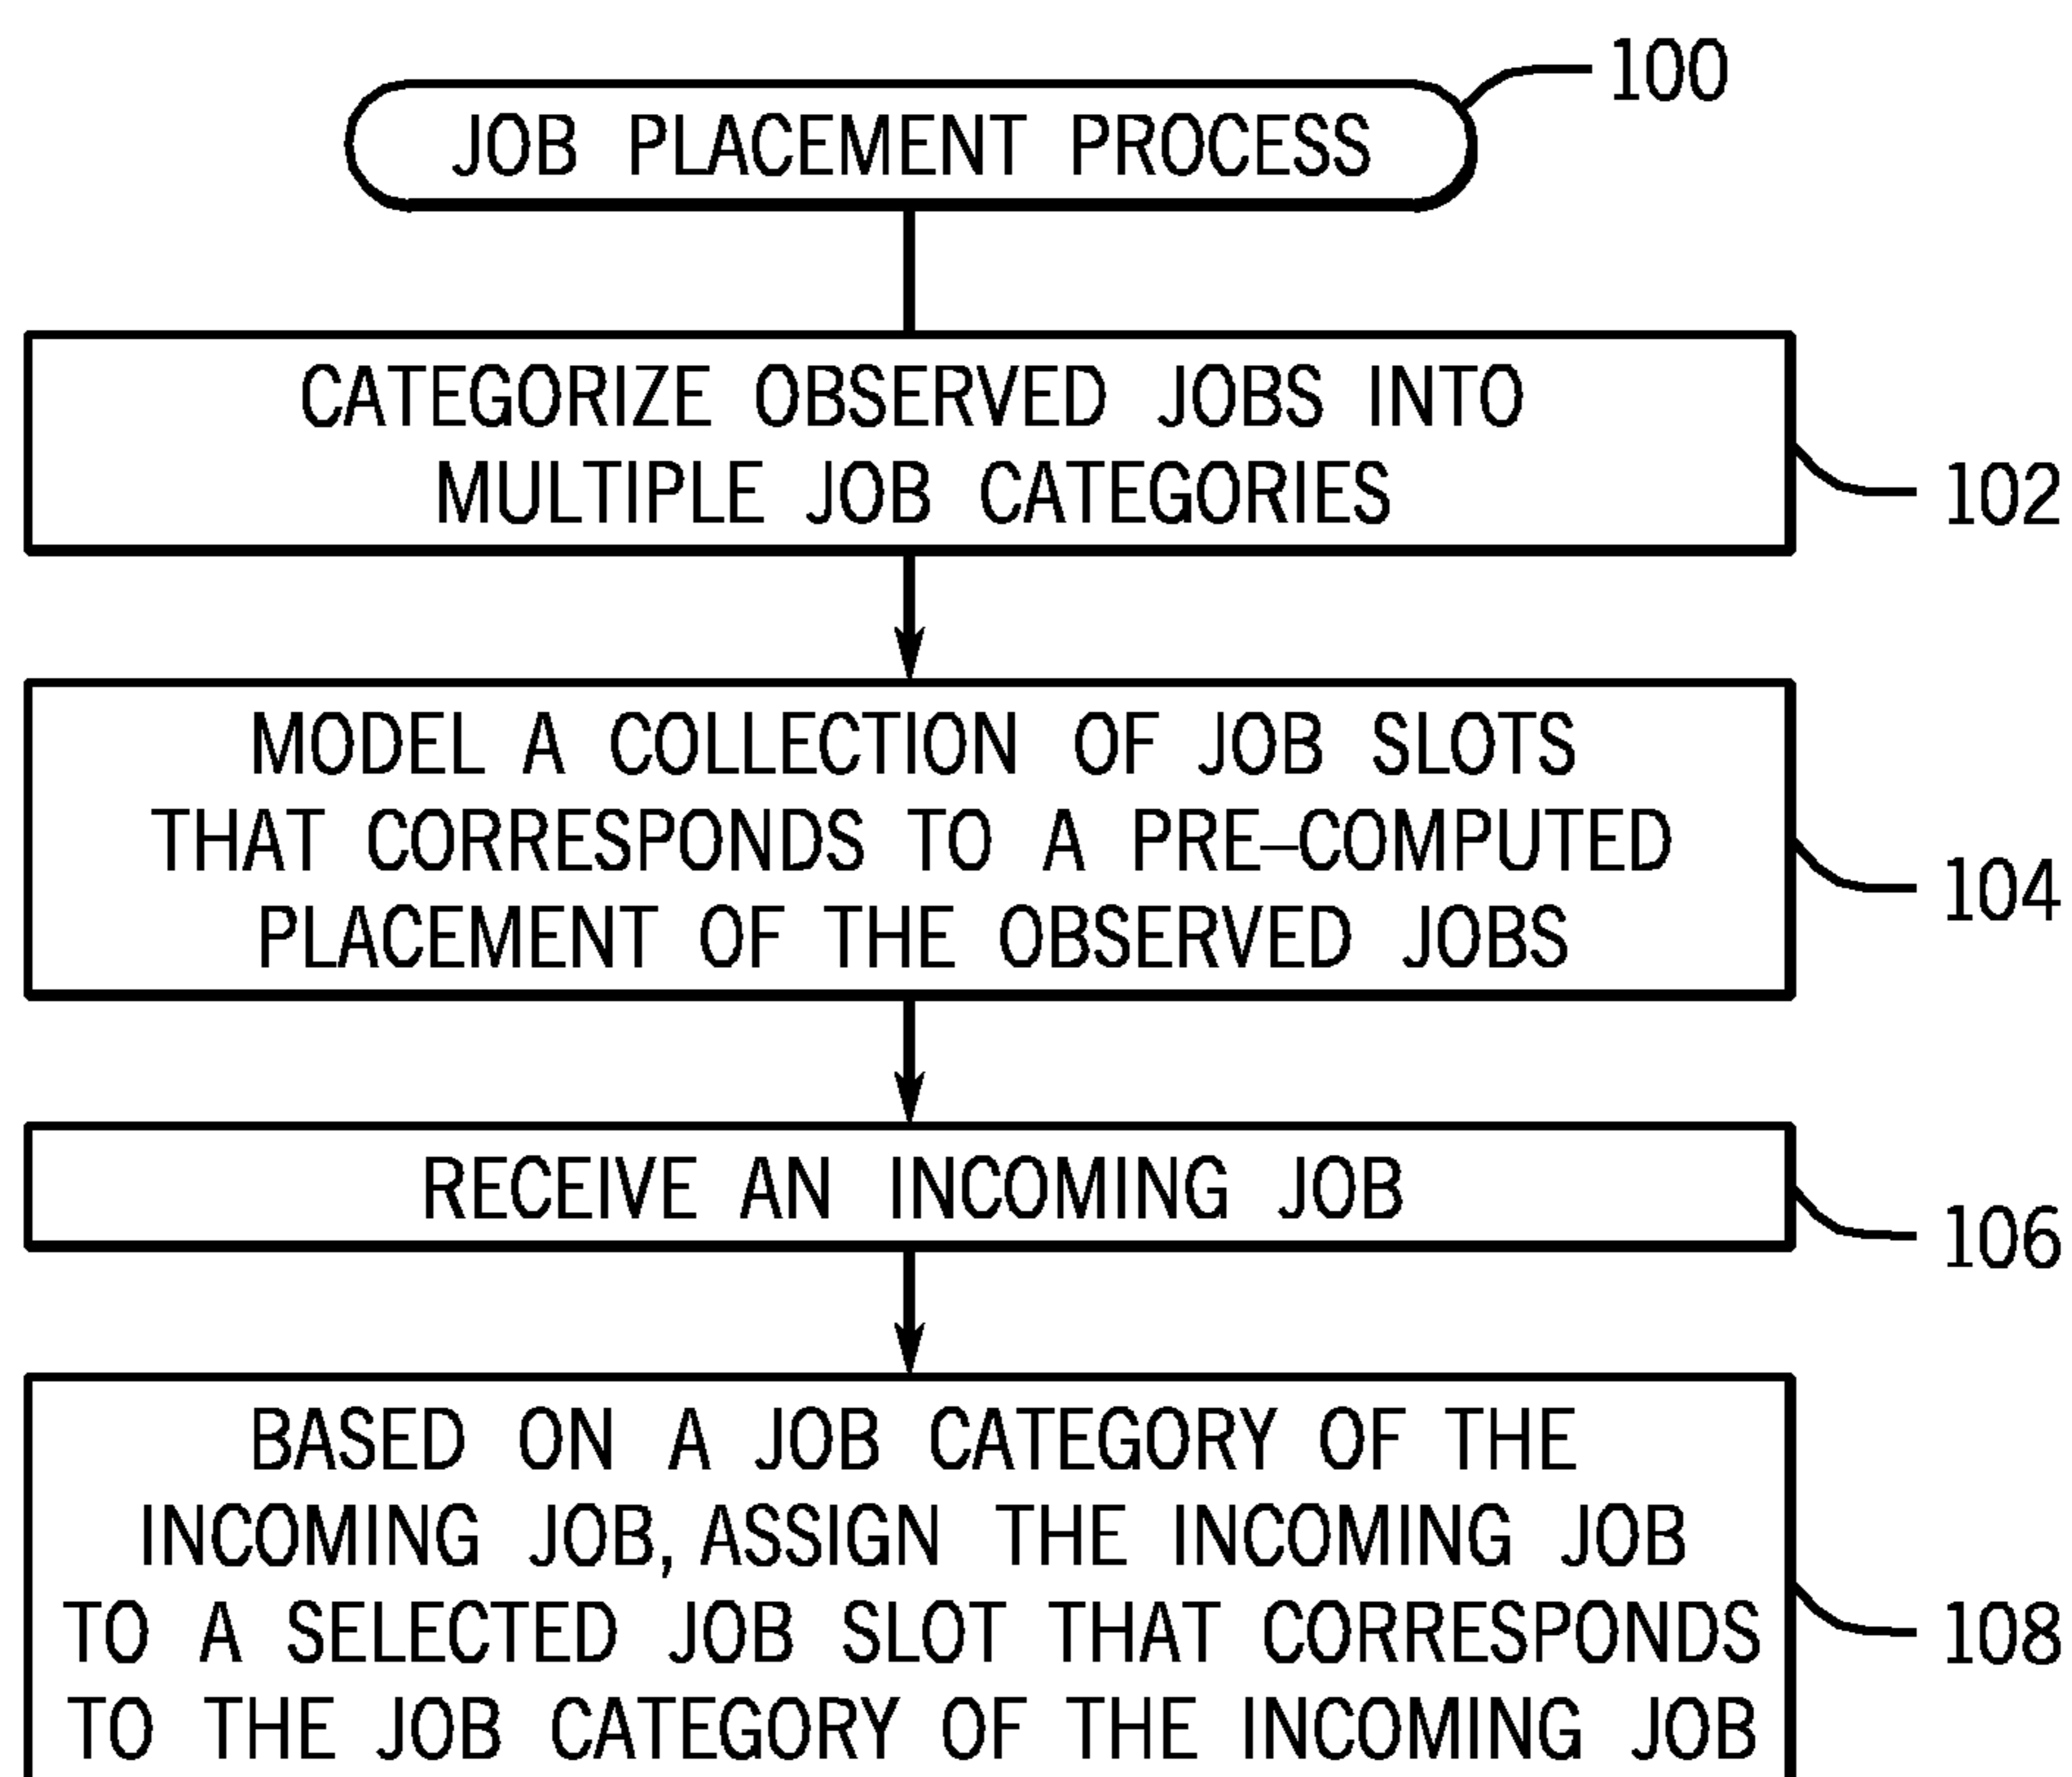 100
JOB PLACEMENT PROCESS
CATEGORIZE OBSERVED JOBS INTO
MULTIPLE JOB CATEGORIES
102
MODEL A COLLECTION OF JOB SLOTS
THAT CORRESPONDS TO A PRE–COMPUTED
PLACEMENT OF THE OBSERVED JOBS
104
RECEIVE AN INCOMING JOB
106
BASED ON A JOB CATEGORY OF THE
INCOMING JOB, ASSIGN THE INCOMING JOB
TO A SELECTED JOB SLOT THAT CORRESPONDS
TO THE JOB CATEGORY OF THE INCOMING JOB
108